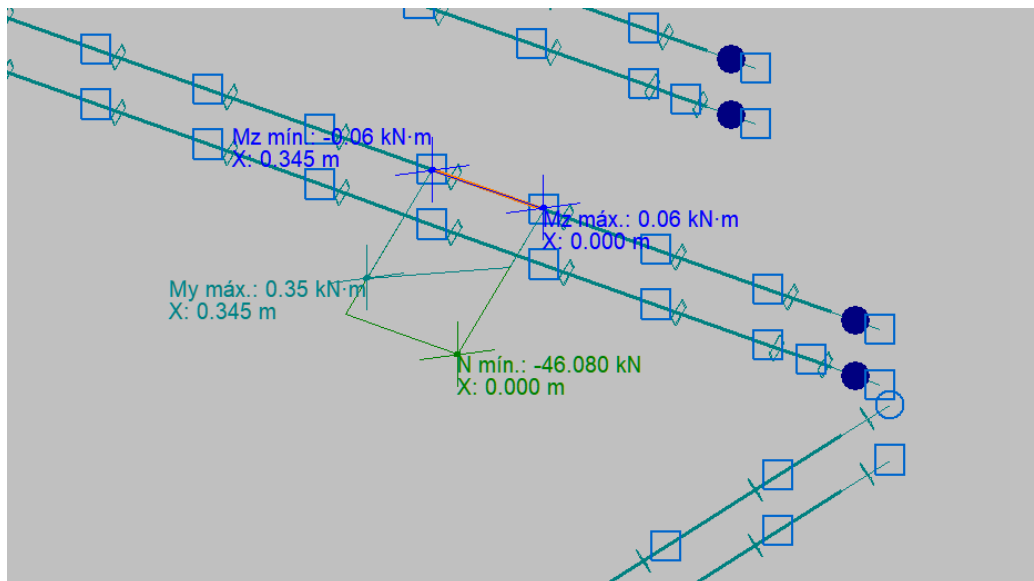 Mz mín.: -0.06 kN·m
X: 0.345 m
Mz máx.: 0.06 kN·m
X: 0.000 m
My máx.: 0.35 kN·m
X: 0.345 m
N mín.: -46.080 kN
X: 0.000 m